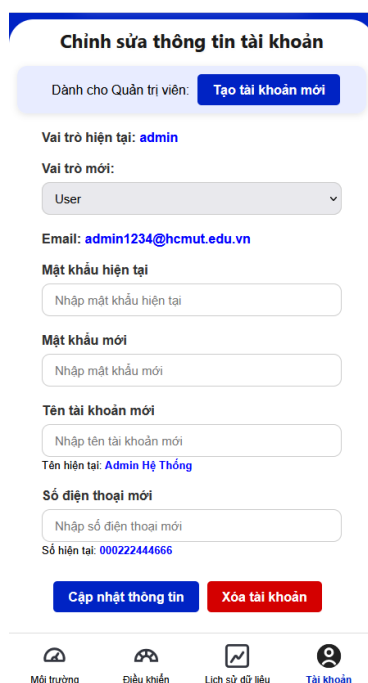 Chỉnh sửa thông tin tài khoản
Dành cho Quản trị viên: Tạo tài khoản mới
Vai trò hiện tại: admin
Vai trò mới:
User
Email: admin1234@hcmut.edu.vn
Mật khẩu hiện tại
Nhập mật khẩu hiện tại
Mật khẩu mới
Nhập mật khẩu mới
Tên tài khoản mới
Nhập tên tài khoản mới
Tên hiện tại: Admin Hệ Thống
Số điện thoại mới
Nhập số điện thoại mới
Số hiện tại: 000222444666
Cập nhật thông tin Xóa tài khoản
Môi trường Điều khiển Lịch sử dữ liệu Tài khoản